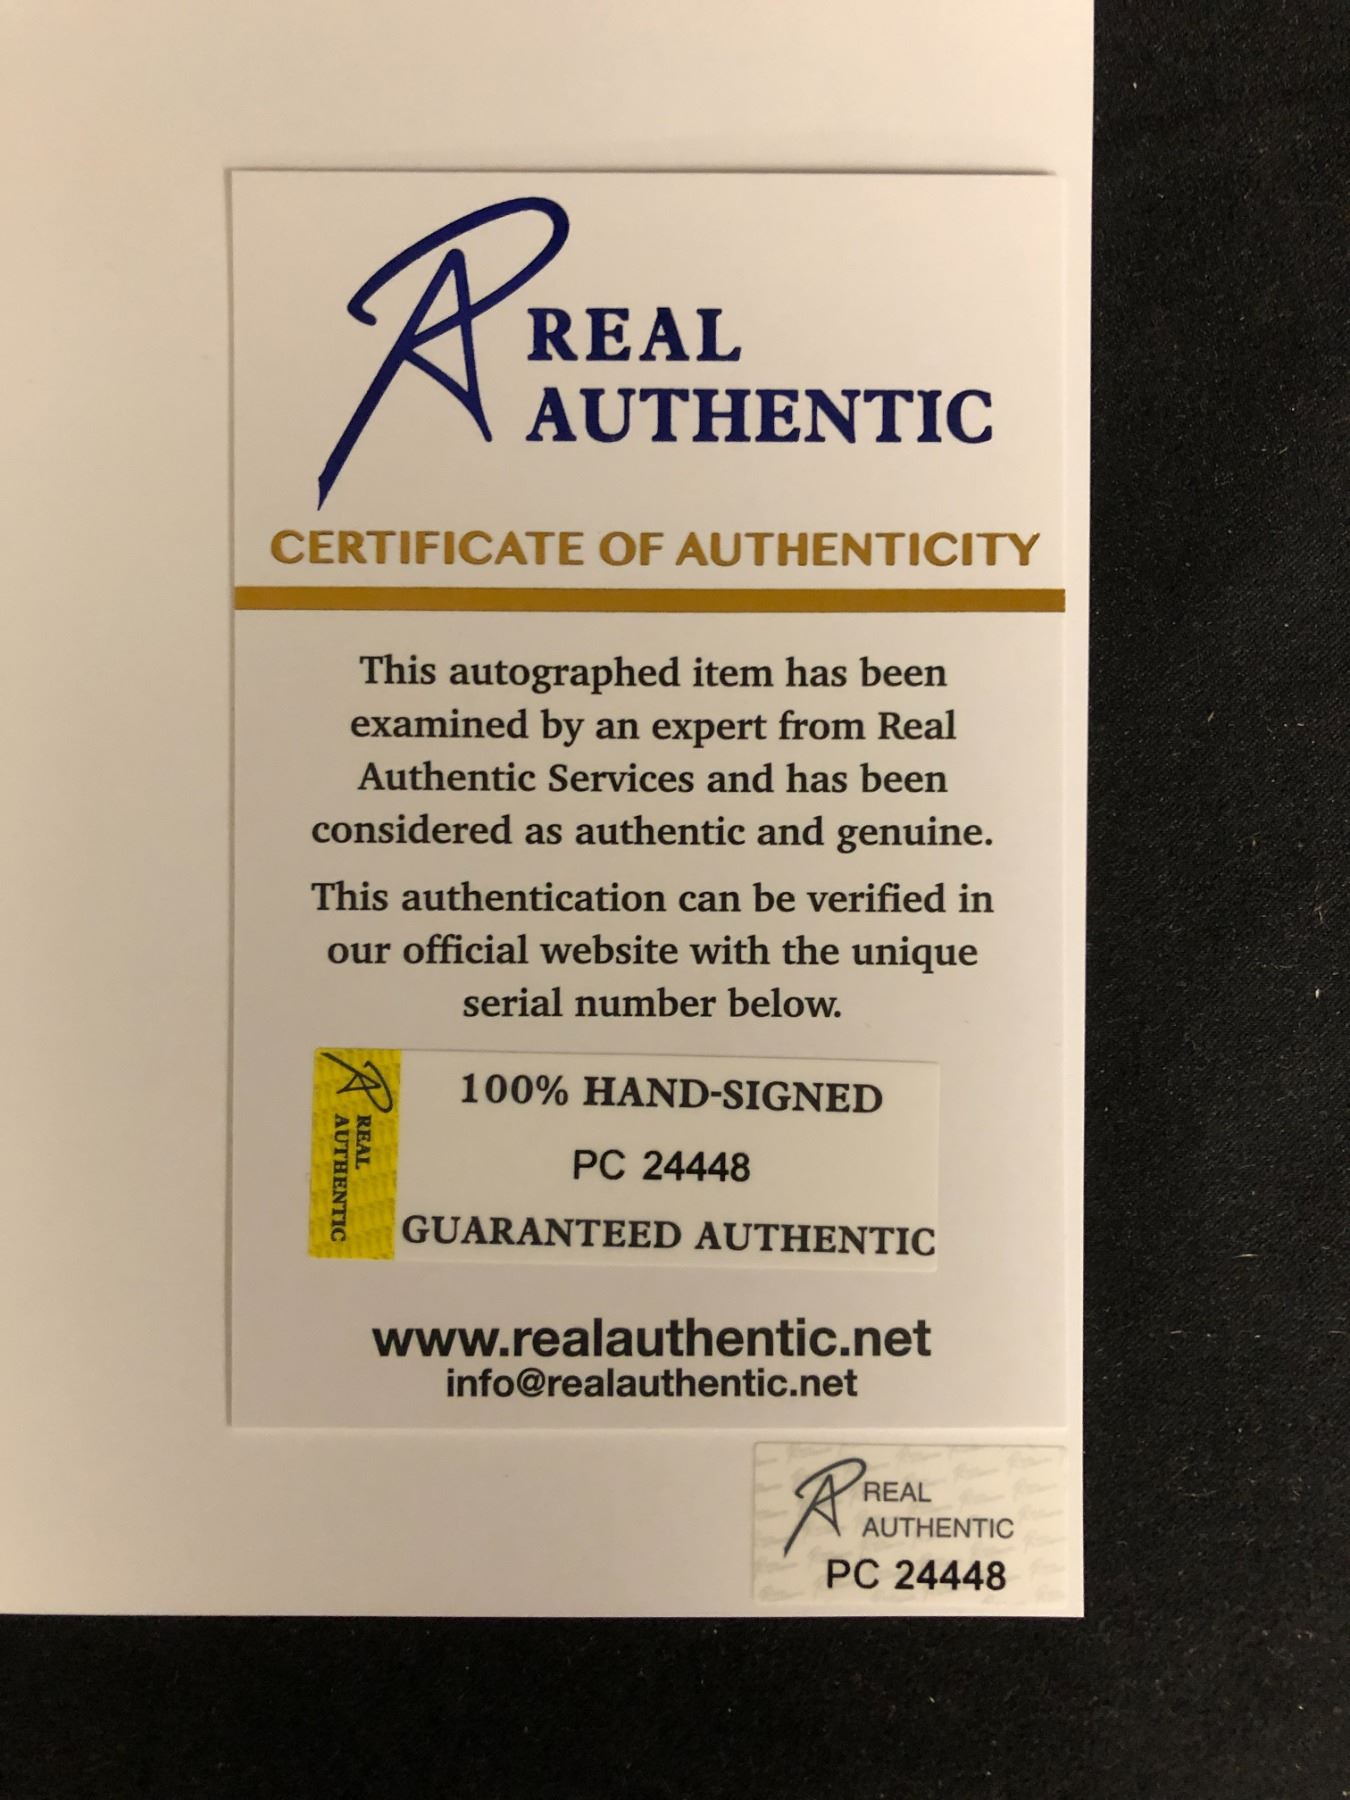 REAL
AUTHENTIC
CERTIFICATE OF AUTHENTICITY
This autographed item has been
examined by an expert from Real
Authentic Services and has been
considered as authentic and genuine.
This authentication can be verified in
our official website with the unique
serial number below.
REAL
AUTHENTIC
100% HAND-SIGNED
PC 24448
GUARANTEED AUTHENTIC
www.realauthentic.net
info@realauthentic.net
REAL
AUTHENTIC
PC 24448